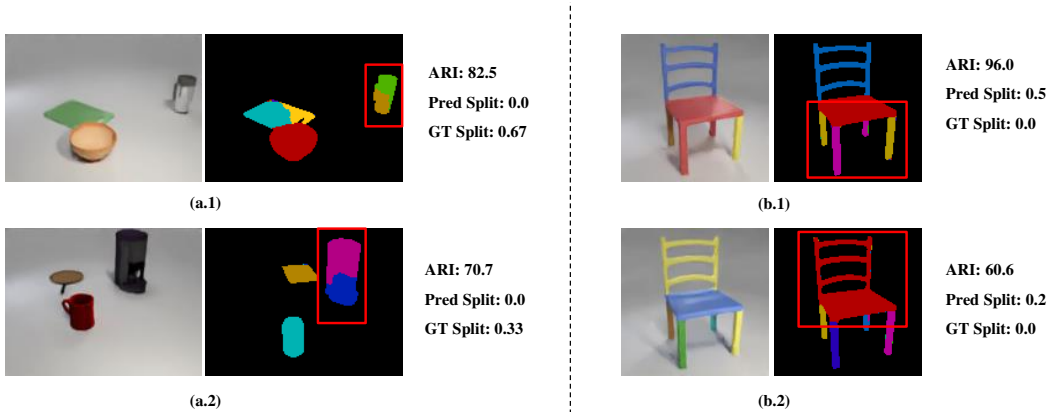 ARI: 82.5
Pred Split: 0.0
GT Split: 0.67
(a.1)
ARI: 96.0
Pred Split: 0.5
GT Split: 0.0
(b.1)
ARI: 70.7
Pred Split: 0.0
GT Split: 0.33
(a.2)
ARI: 60.6
Pred Split: 0.2
GT Split: 0.0
(b.2)